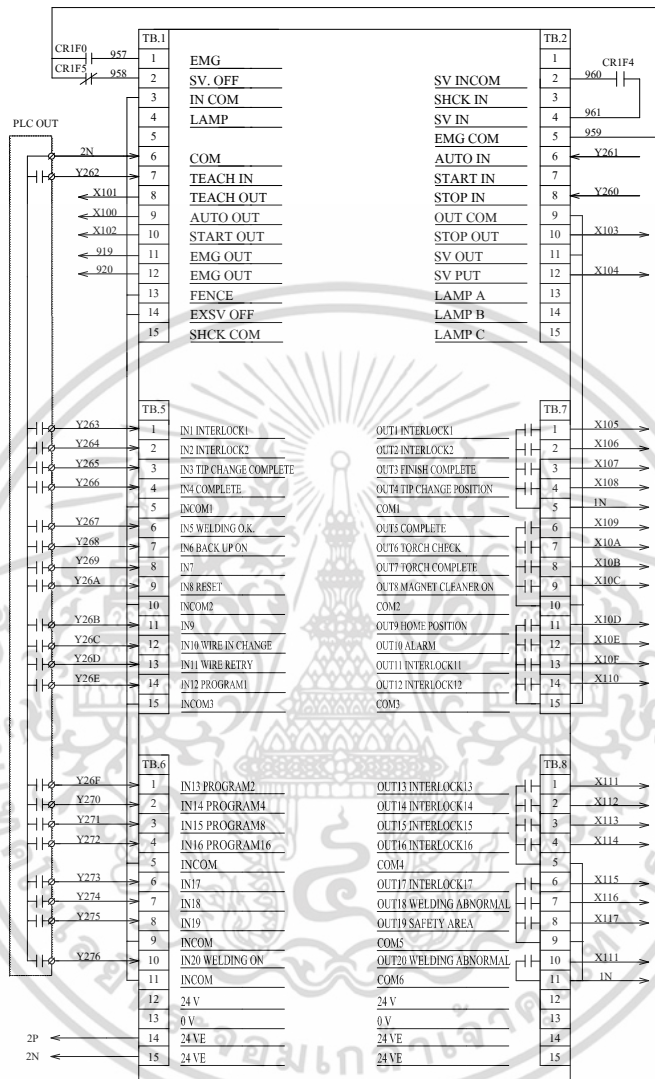 TB.1 TB.2
CR1F0 957 1 EMG 1 CR1F4
CR1F5 958 2 SV. OFF SV INCOM 2 960
3 IN COM SHCK IN 3
PLC OUT 4 LAMP SV IN 4 961
5 EMG COM 5 959
2N 6 COM AUTO IN 6 Y261
Y262 7 TEACH IN START IN 7
X101 8 TEACH OUT STOP IN 8 Y260
X100 9 AUTO OUT OUT COM 9
X102 10 START OUT STOP OUT 10 X103
919 11 EMG OUT SV OUT 11
920 12 EMG OUT SV PUT 12 X104
13 FENCE LAMP A 13
14 EXSV OFF LAMP B 14
15 SHCK COM LAMP C 15
TB.5 TB.7
Y263 1 IN1 INTERLOCK1 OUT1 INTERLOCK1 1 X105
Y264 2 IN2 INTERLOCK2 OUT2 INTERLOCK2 2 X106
Y265 3 IN3 TIP CHANGE COMPLETE OUT3 FINISH COMPLETE 3 X107
Y266 4 IN4 COMPLETE OUT4 TIP CHANGE POSITION 4 X108
5 INCOM1 COM1 5 1N
Y267 6 IN5 WELDING O.K. OUT5 COMPLETE 6 X109
Y268 7 IN6 BACK UP ON OUT6 TORCH CHECK 7 X10A
Y269 8 IN7 OUT7 TORCH COMPLETE 8 X10B
Y26A 9 IN8 RESET OUT8 MAGNET CLEANER ON 9 X10C
10 INCOM2 COM2 10
Y26B 11 IN9 OUT9 HOME POSITION 11 X10D
Y26C 12 IN10 WIRE IN CHANGE OUT10 ALARM 12 X10E
Y26D 13 IN11 WIRE RETRY OUT11 INTERLOCK11 13 X10F
Y26E 14 IN12 PROGRAM1 OUT12 INTERLOCK12 14 X110
15 INCOM3 COM3 15
TB.6 TB.8
Y26F 1 IN13 PROGRAM2 OUT13 INTERLOCK13 1 X111
Y270 2 IN14 PROGRAM4 OUT14 INTERLOCK14 2 X112
Y271 3 IN15 PROGRAM8 OUT15 INTERLOCK15 3 X113
Y272 4 IN16 PROGRAM16 OUT16 INTERLOCK16 4 X114
5 INCOM COM4 5
Y273 6 IN17 OUT17 INTERLOCK17 6 X115
Y274 7 IN18 OUT18 WELDING ABNORMAL 7 X116
Y275 8 IN19 OUT19 SAFETY AREA 8 X117
9 INCOM COM5 9
Y276 10 IN20 WELDING ON OUT20 WELDING ABNORMAL 10 X111
11 INCOM COM6 11 1N
12 24 V 24 V 12
13 0 V 0 V 13
2P 14 24 VE 24 VE 14
2N 15 24 VE 24 VE 15